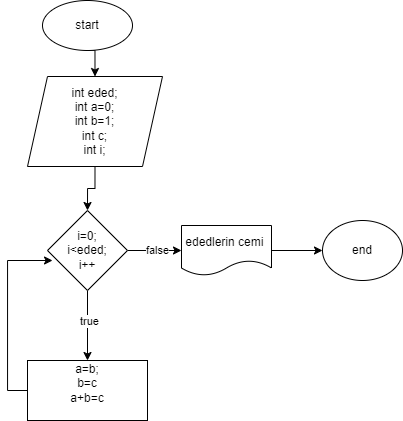 start
int eded;
int a=0;
int b=1;
int c;
int i;
i=0;
i<eded;
i++
false
ededlerin cemi
end
true
a=b;
b=c
a+b=c